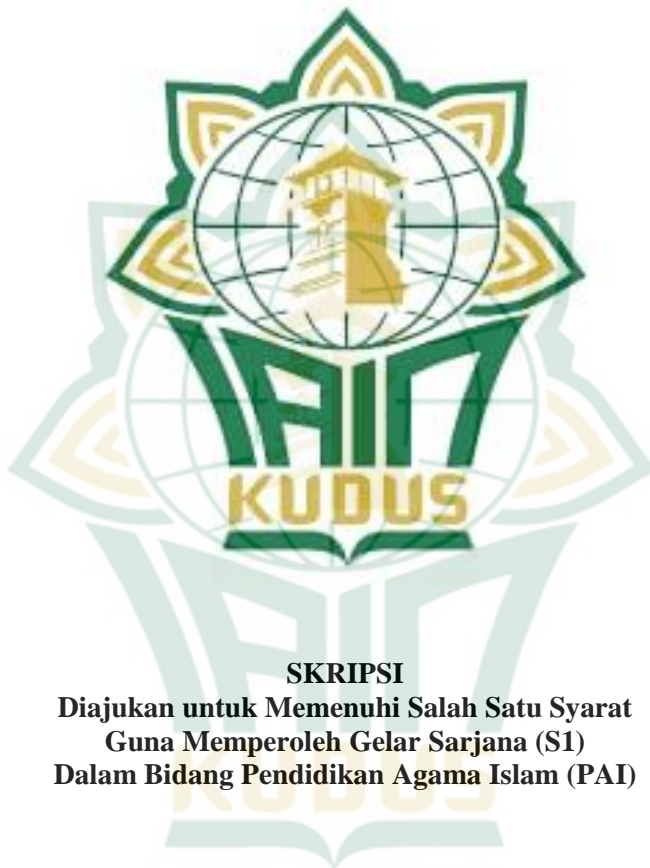 IAIN
KUDUS
SKRIPSI
Diajukan untuk Memenuhi Salah Satu Syarat
Guna Memperoleh Gelar Sarjana (S1)
Dalam Bidang Pendidikan Agama Islam (PAI)